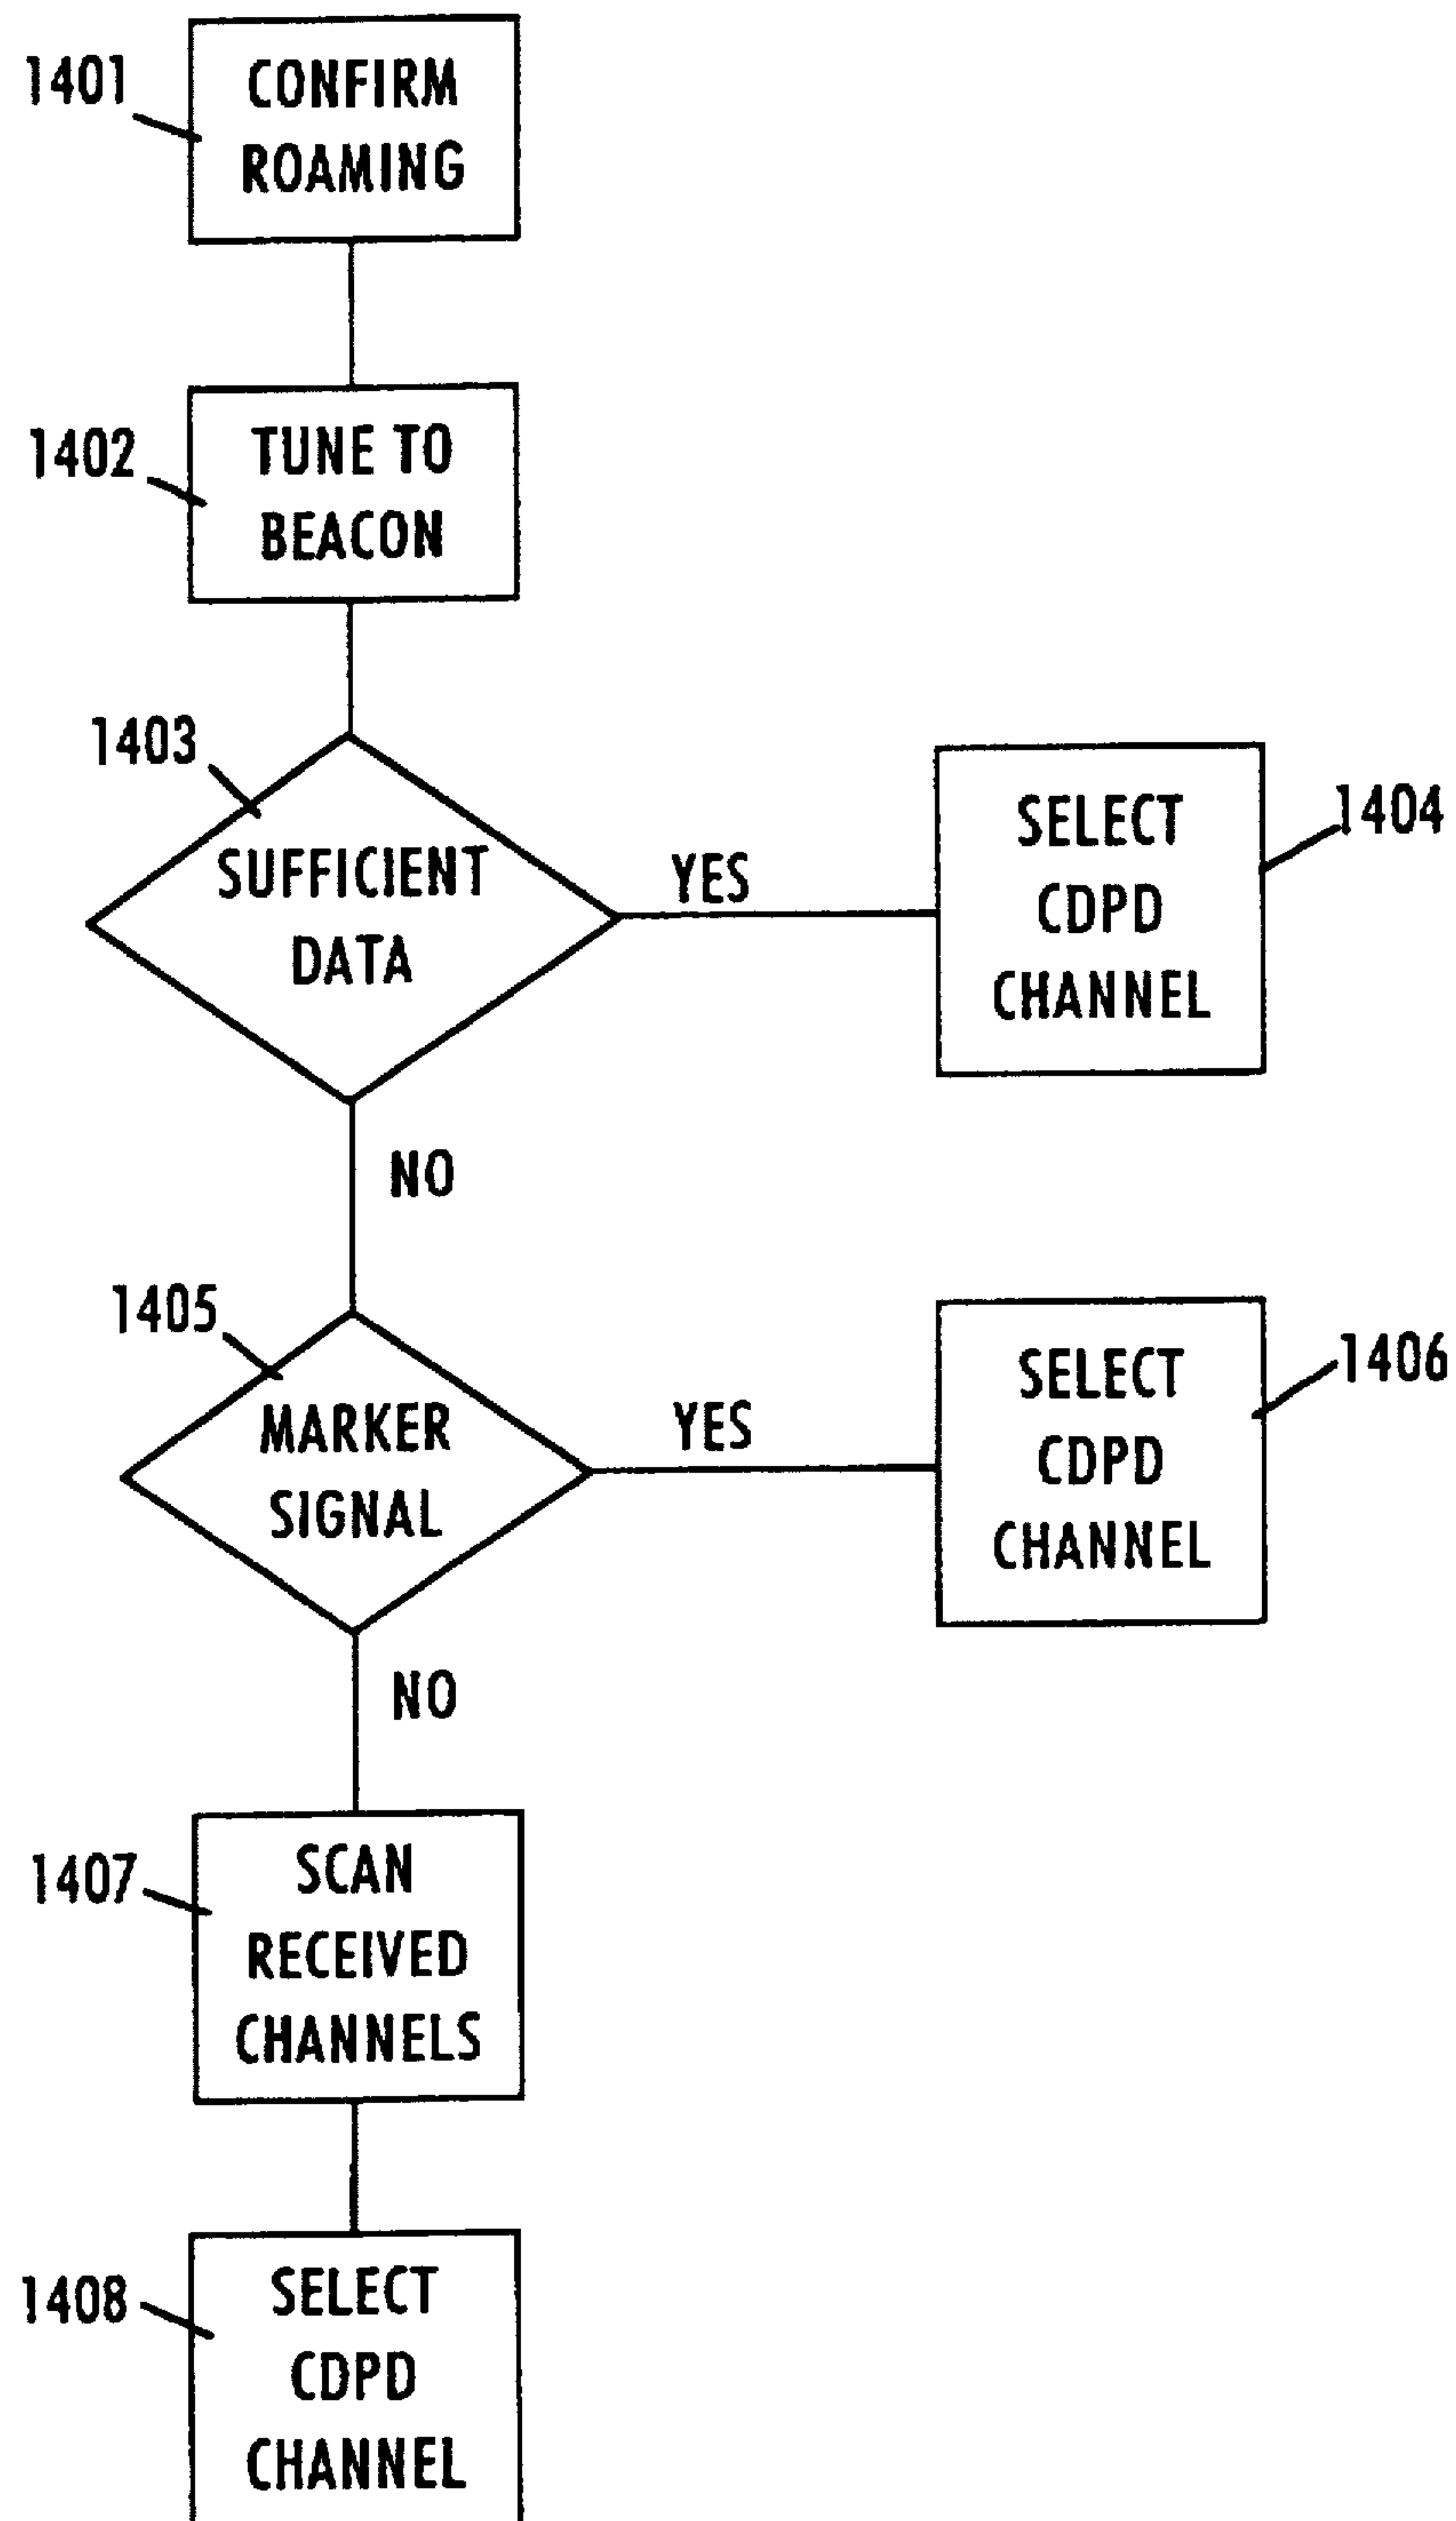 1401
CONFIRM
ROAMING
1402
TUNE TO
BEACON
1403
SUFFICIENT
DATA
YES
SELECT
CDPD
CHANNEL
1404
NO
1405
MARKER
SIGNAL
YES
SELECT
CDPD
CHANNEL
1406
NO
1407
SCAN
RECEIVED
CHANNELS
1408
SELECT
CDPD
CHANNEL